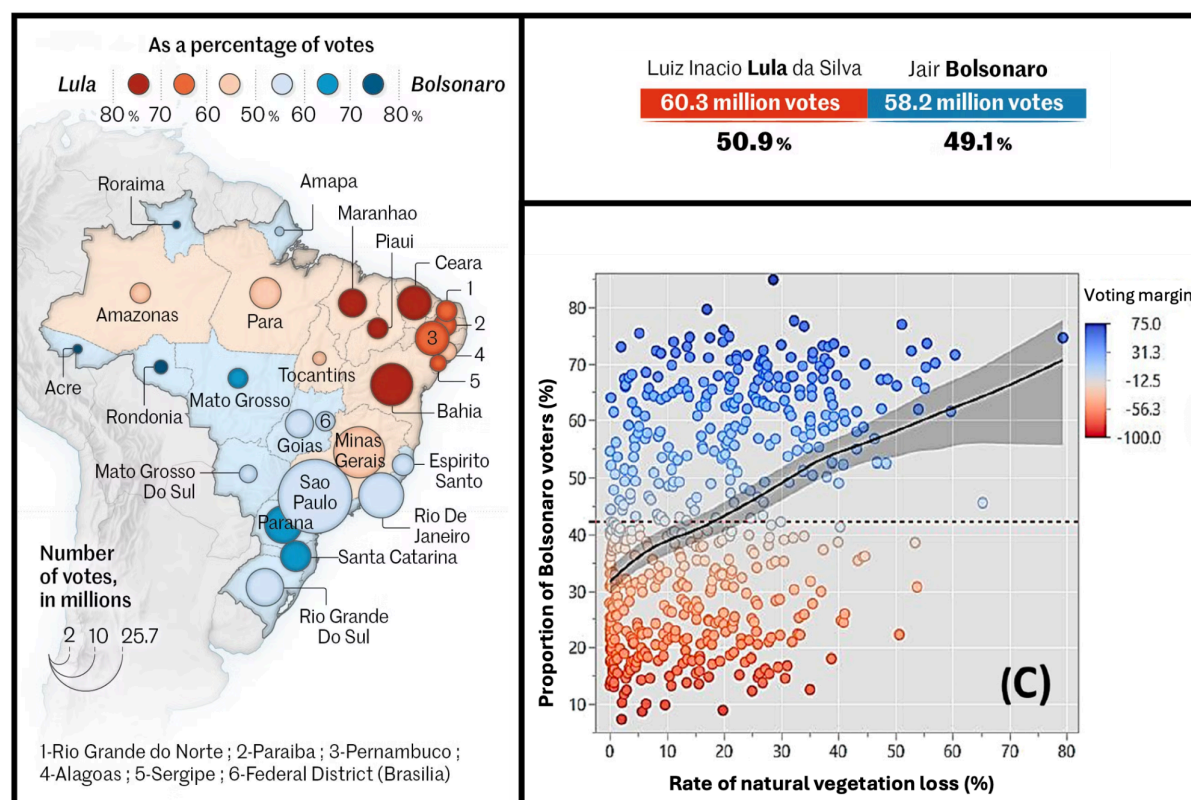 As a percentage of votes
Lula
Bolsonaro
80 % 70 60 50 % 60 70 80 %
Roraima
Amapa
Maranhao
Piaui
Ceara
1
2
3
4
5
Amazonas
Para
Acre
Tocantins
Rondonia
Mato Grosso
Bahia
6
Goias
Minas
Gerais
Mato Grosso
Do Sul
Espirito
Santo
Sao
Paulo
Parana
Rio De
Janeiro
Santa Catarina
Rio Grande
Do Sul
Number
of votes,
in millions
2 10 25.7
1-Rio Grande do Norte ; 2-Paraiba ; 3-Pernambuco ;
4-Alagoas ; 5-Sergipe ; 6-Federal District (Brasilia)
Luiz Inacio Lula da Silva
Jair Bolsonaro
60.3 million votes
58.2 million votes
50.9 %
49.1 %
Proportion of Bolsonaro voters (%)
80
70
60
50
40
30
20
10
0 10 20 30 40 50 60 70 80
Rate of natural vegetation loss (%)
(C)
Voting margin
75.0
31.3
-12.5
-56.3
-100.0